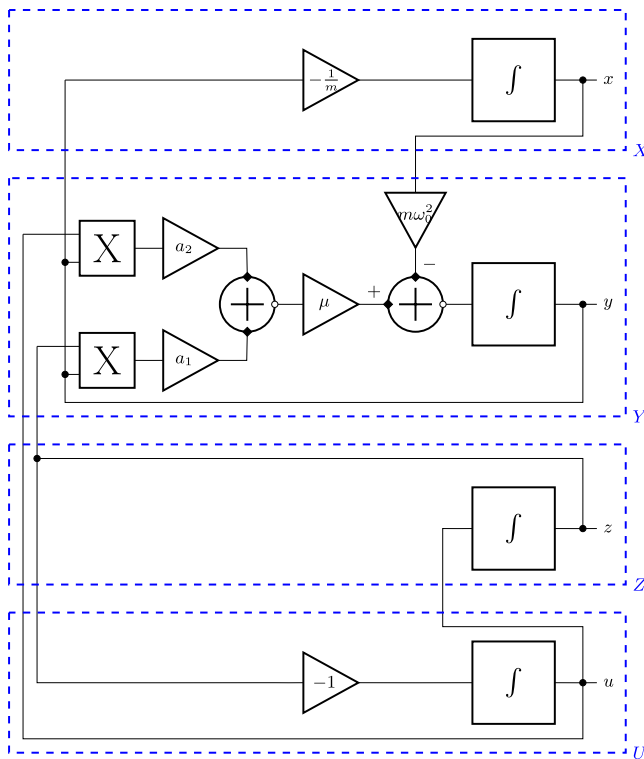 −1/m ∫ x
X
mω₀²
X a₂ −
+ μ + + ∫ y
X a₁
Y
∫ z
Z
−1 ∫ u
U